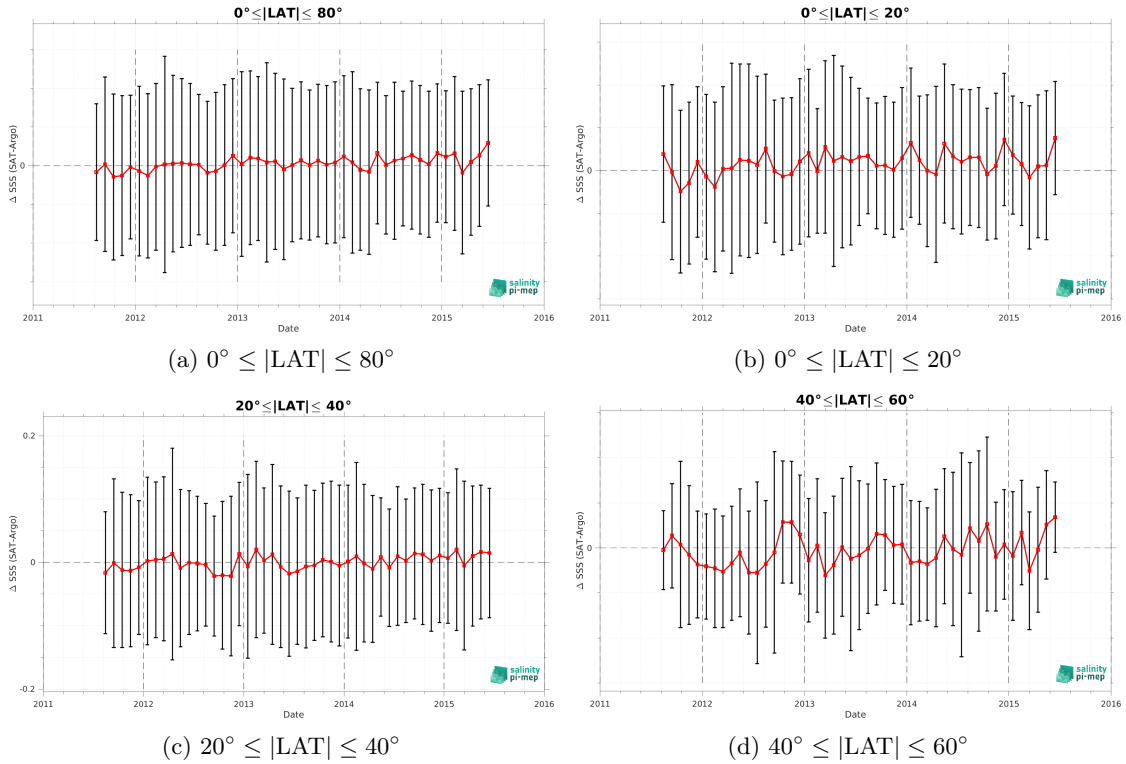 0°≤|LAT|≤ 80°
Δ SSS (SAT-Argo)
0
salinity
pi-mep
2011 2012 2013 2014 2015 2016
Date
(a) 0° ≤ |LAT| ≤ 80°
0°≤|LAT|≤ 20°
Δ SSS (SAT-Argo)
0
salinity
pi-mep
2011 2012 2013 2014 2015 2016
Date
(b) 0° ≤ |LAT| ≤ 20°
20°≤|LAT|≤ 40°
0.2
Δ SSS (SAT-Argo)
0
-0.2
salinity
pi-mep
2011 2012 2013 2014 2015 2016
Date
(c) 20° ≤ |LAT| ≤ 40°
40°≤|LAT|≤ 60°
Δ SSS (SAT-Argo)
0
salinity
pi-mep
2011 2012 2013 2014 2015 2016
Date
(d) 40° ≤ |LAT| ≤ 60°